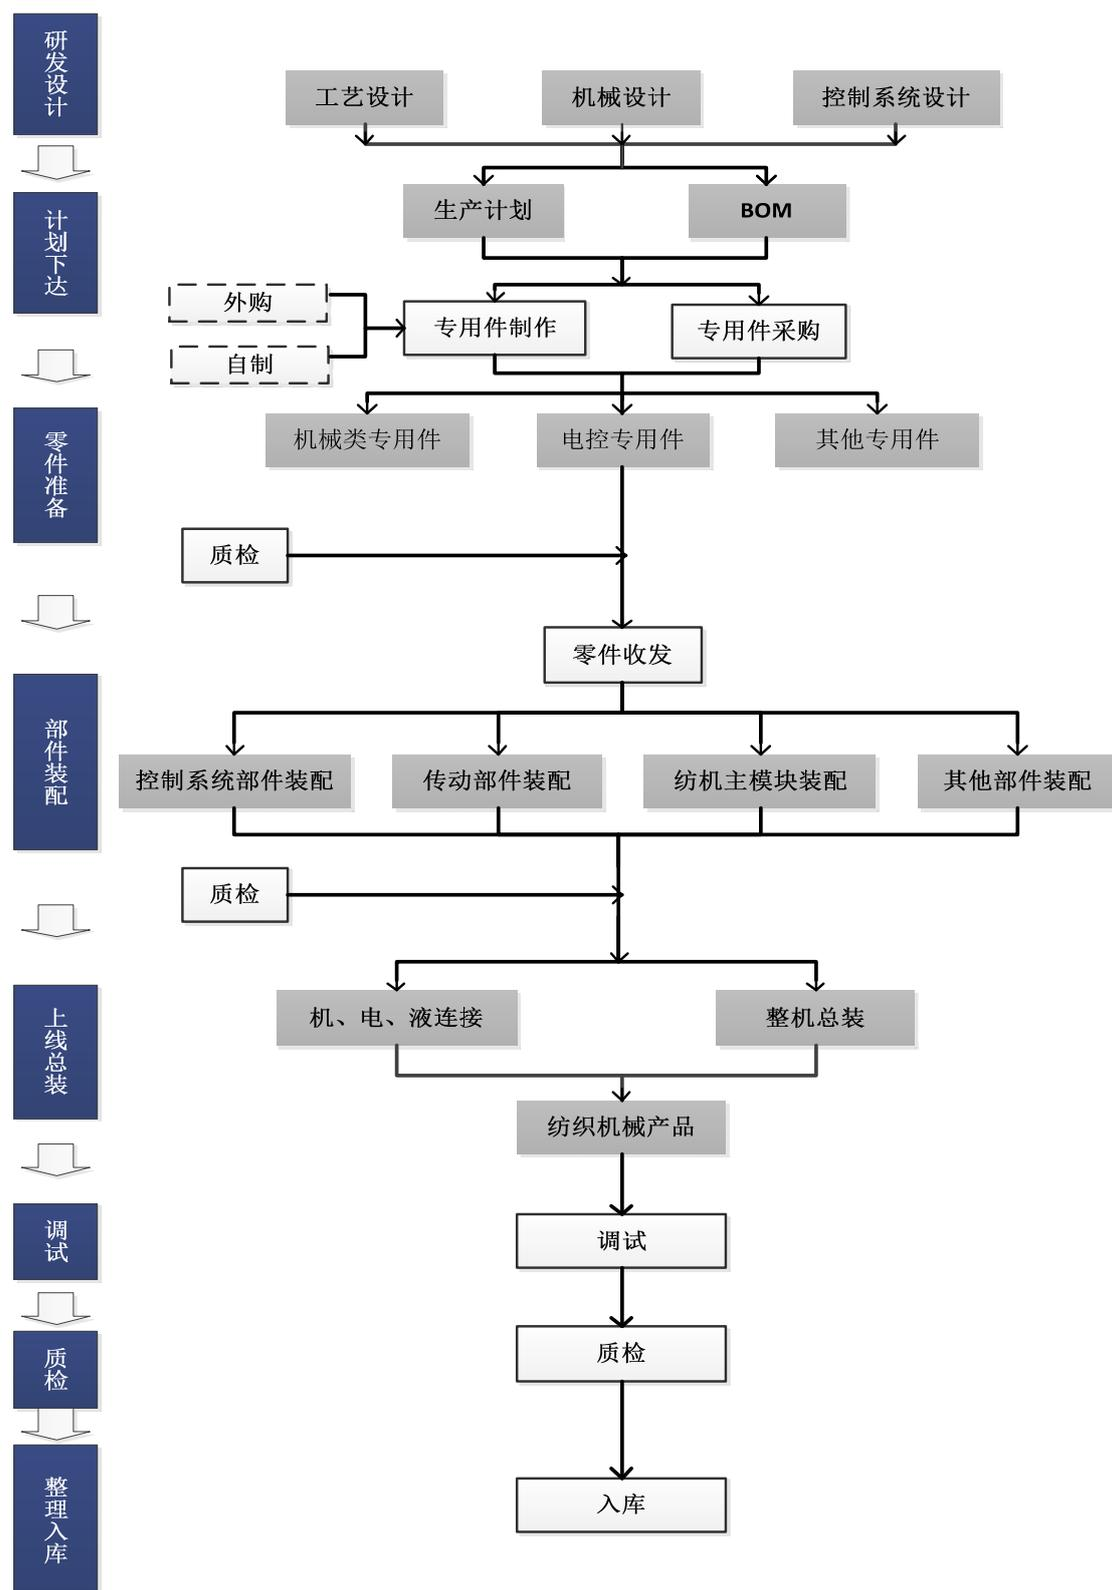 研发设计
工艺设计
机械设计
控制系统设计
计划下达
生产计划
BOM
外购
自制
专用件制作
专用件采购
零件准备
机械类专用件
电控专用件
其他专用件
质检
零件收发
部件装配
控制系统部件装配
传动部件装配
纺机主模块装配
其他部件装配
质检
上线总装
机、电、液连接
整机总装
纺织机械产品
调试
调试
质检
质检
整理入库
入库